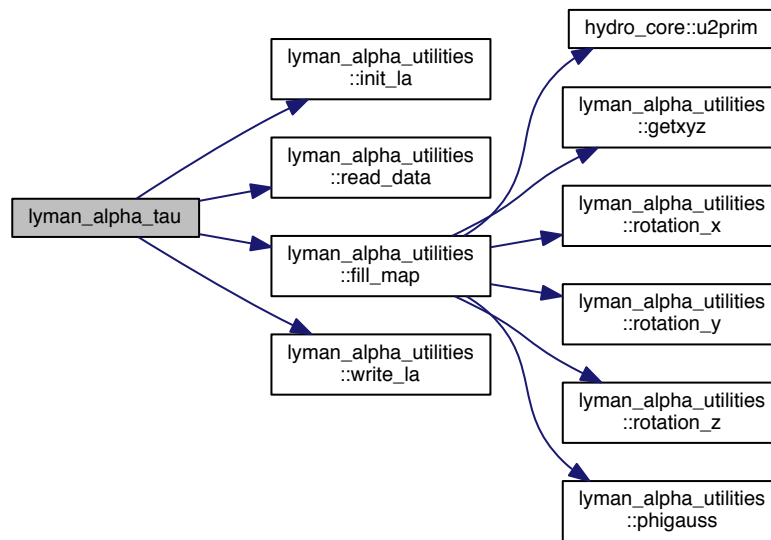 lyman_alpha_tau
lyman_alpha_utilities
::init_la
lyman_alpha_utilities
::read_data
lyman_alpha_utilities
::fill_map
lyman_alpha_utilities
::write_la
hydro_core::u2prim
lyman_alpha_utilities
::getxyz
lyman_alpha_utilities
::rotation_x
lyman_alpha_utilities
::rotation_y
lyman_alpha_utilities
::rotation_z
lyman_alpha_utilities
::phigauss